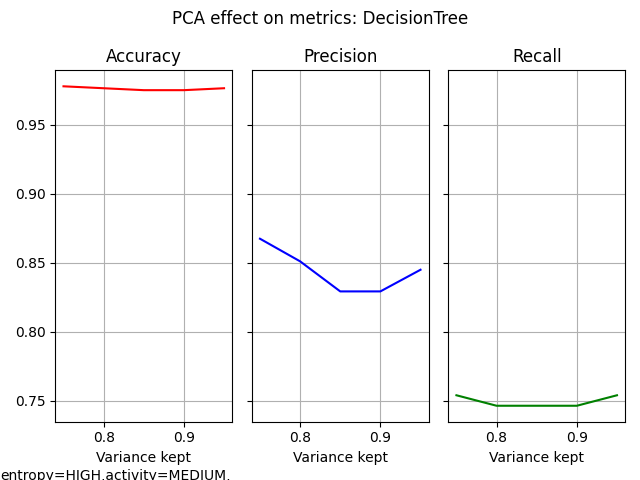 PCA effect on metrics: DecisionTree
Accuracy Precision Recall
0.95
0.90
0.85
0.80
0.75
0.8 0.9 0.8 0.9 0.8 0.9
Variance kept Variance kept Variance kept
entropy=HIGH,activity=MEDIUM,